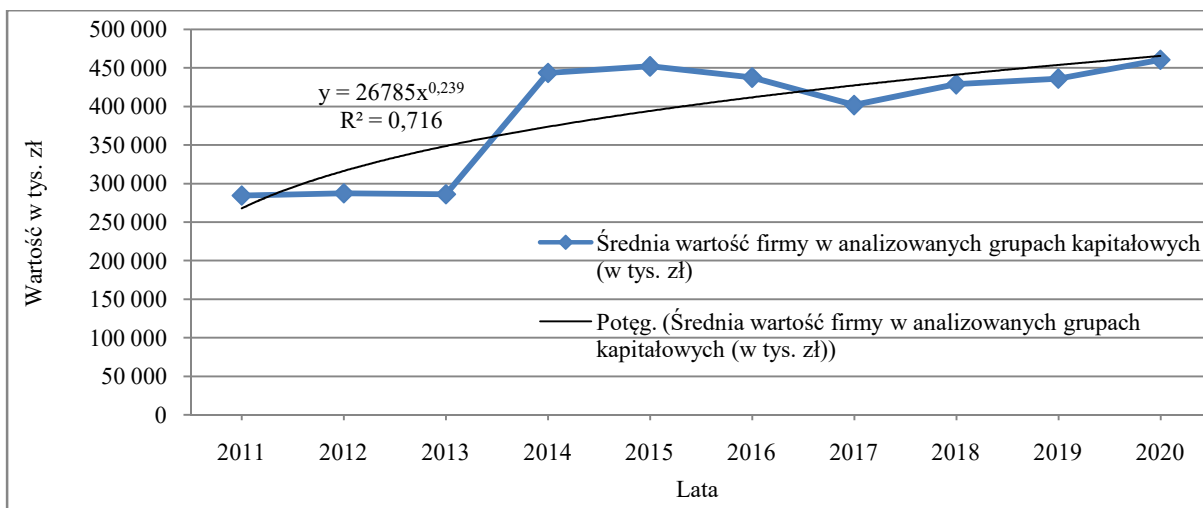 500 000
450 000
400 000
350 000
300 000
250 000
200 000
150 000
100 000
50 000
0
Wartość w tys. zł
y = 26785x^0,239
R² = 0,716
Średnia wartość firmy w analizowanych grupach kapitałowych
(w tys. zł)
Potęg. (Średnia wartość firmy w analizowanych grupach
kapitałowych (w tys. zł))
2011 2012 2013 2014 2015 2016 2017 2018 2019 2020
Lata